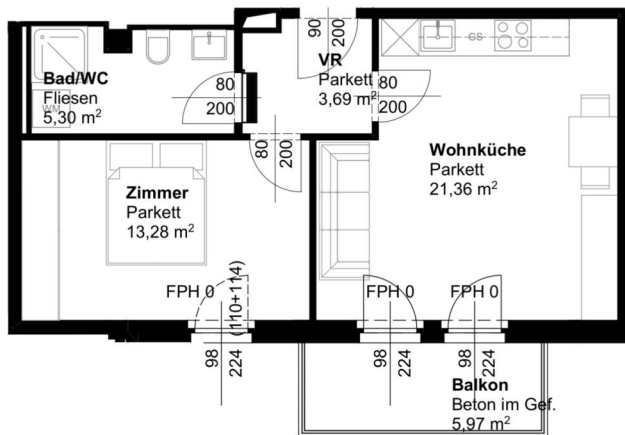 90
200
VR
Parkett
3,69 m²
GS
Bad/WC
Fliesen
5,30 m²
WM
80
200
80
200
80
200
Wohnküche
Parkett
21,36 m²
Zimmer
Parkett
13,28 m²
FPH 0
(110+114)
FPH 0
FPH 0
98
224
98
224
98
224
Balkon
Beton im Gef.
5,97 m²